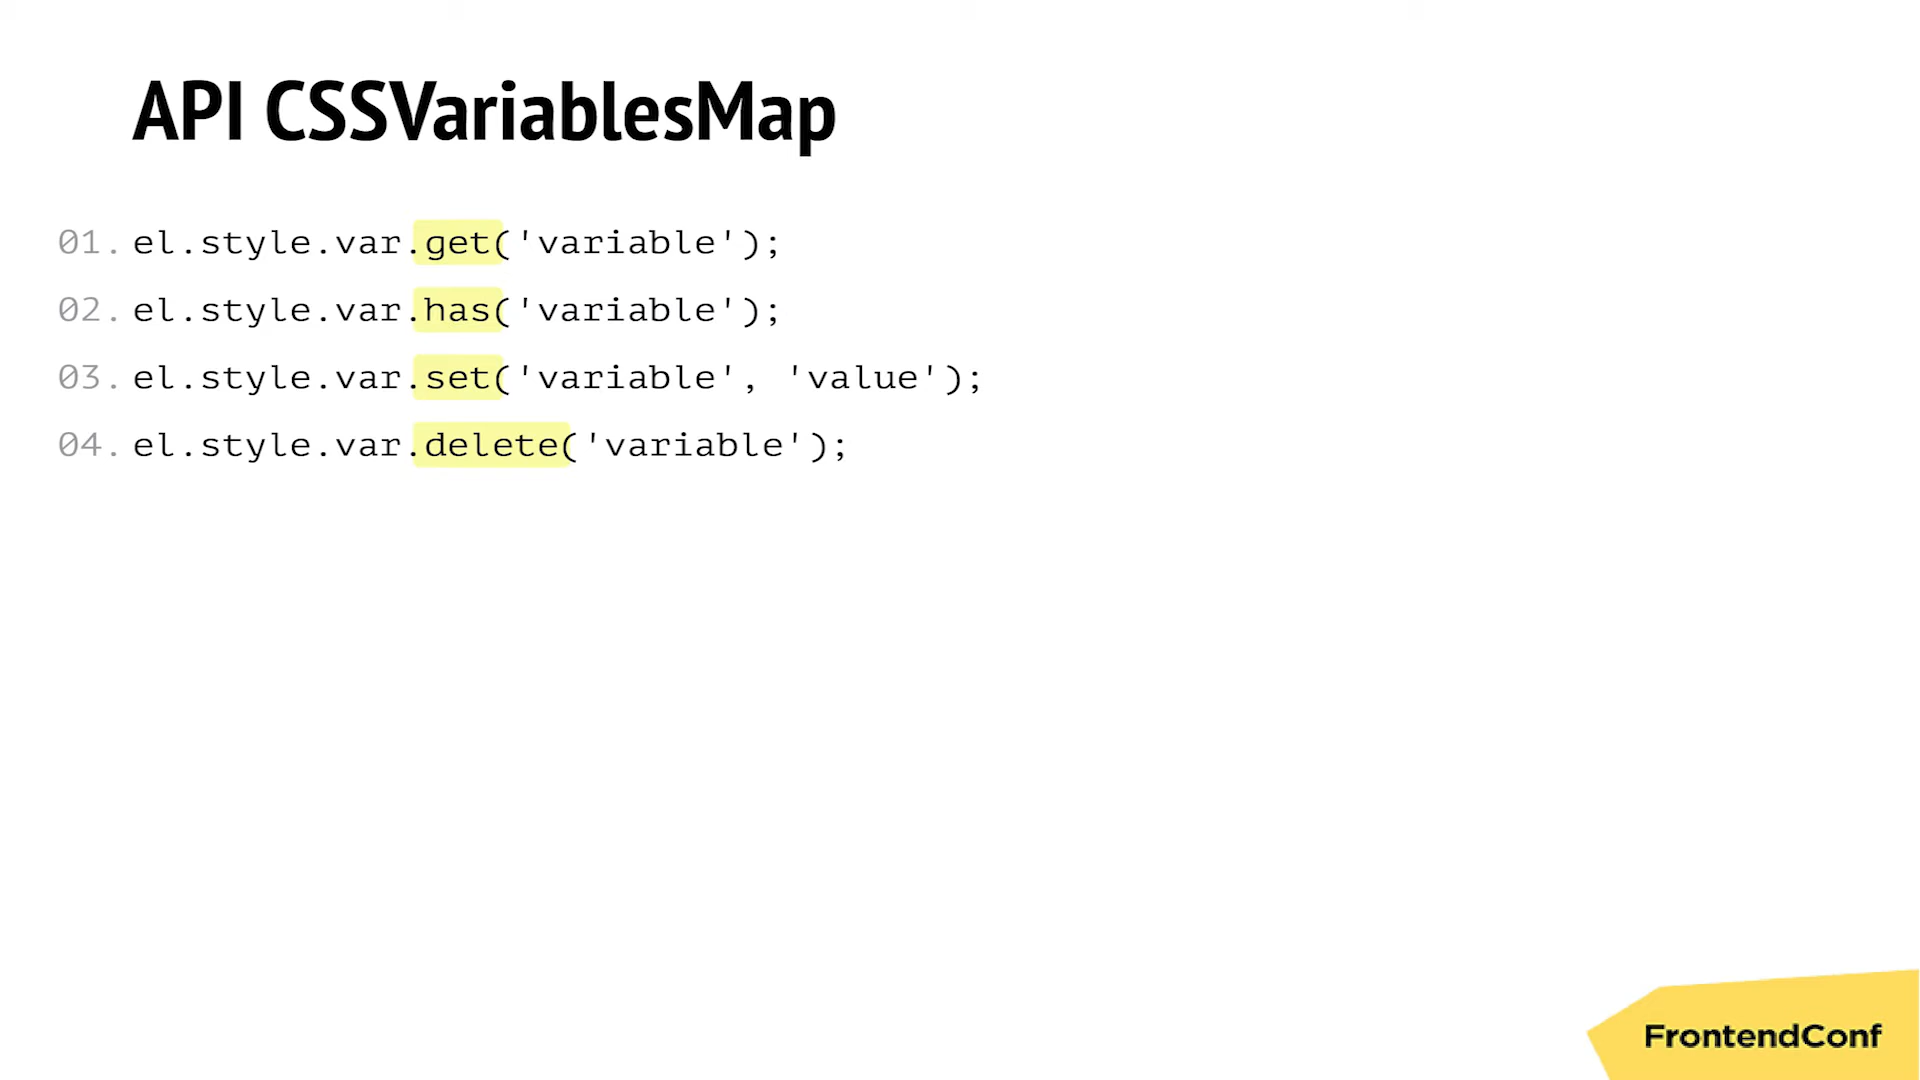 API CSSVariablesMap
01. el.style.var.get('variable');
02. el.style.var.has('variable');
03. el.style.var.set('variable', 'value');
04. el.style.var.delete('variable');
FrontendConf